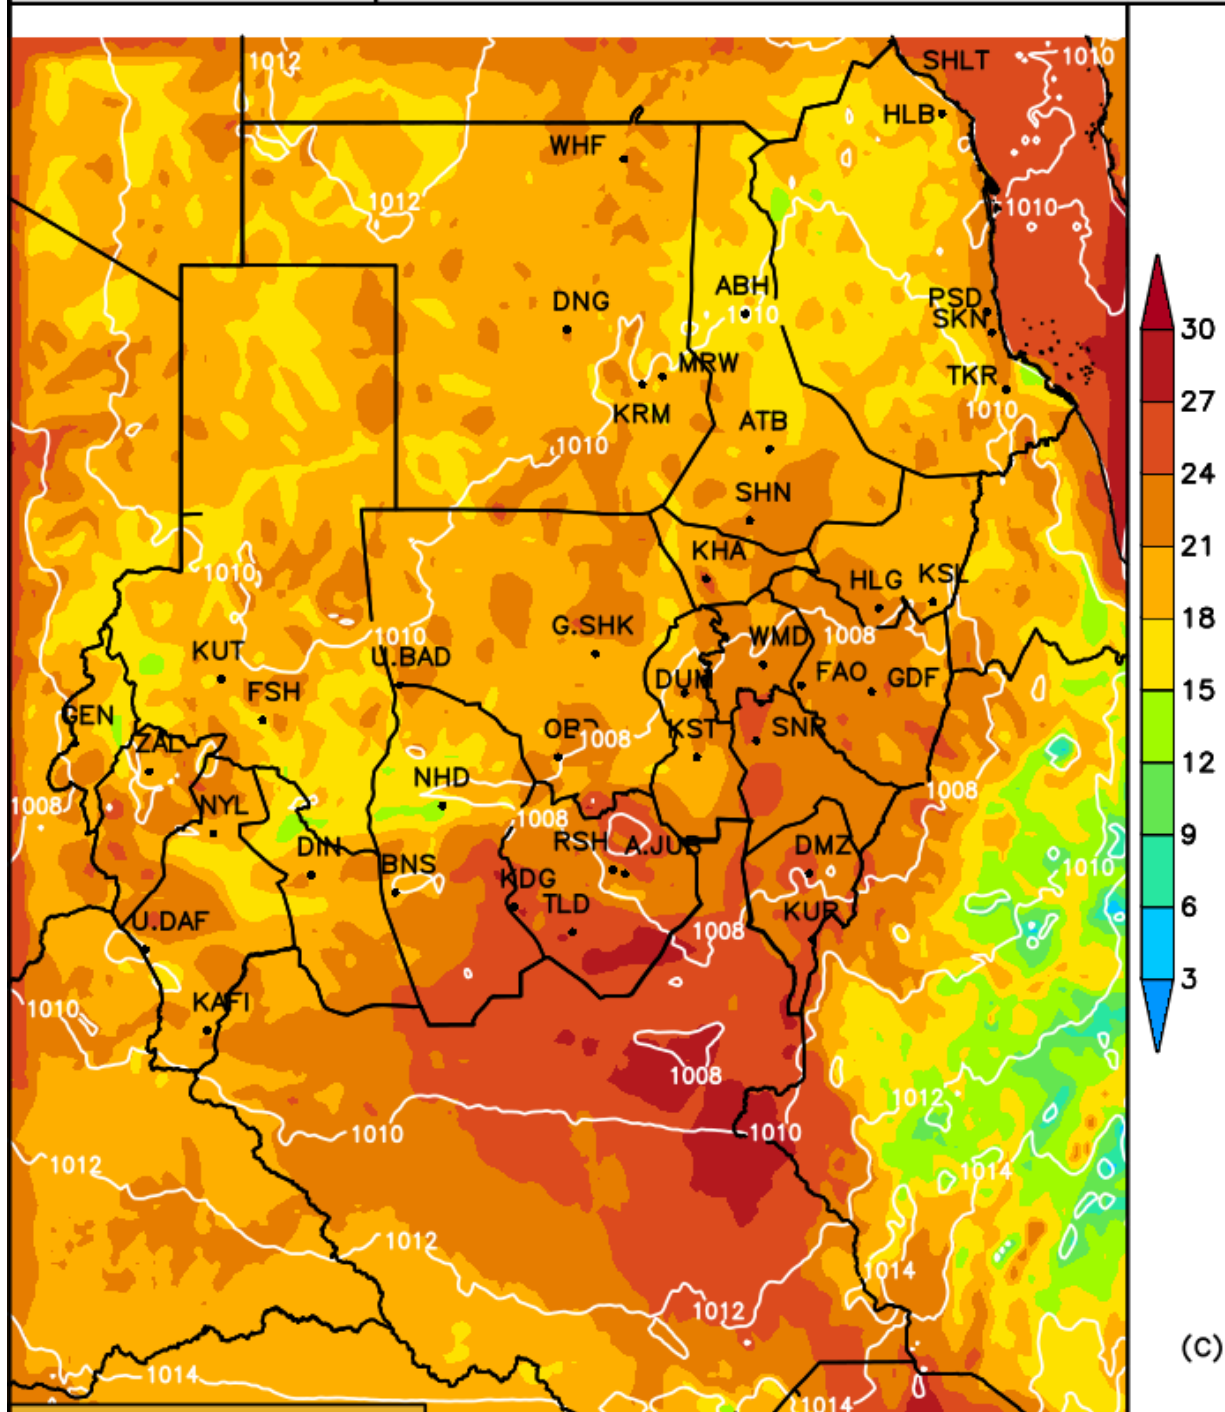 1012
SHLT
1010
HLB
WHF
1012
1010
ABH
1010
DNG
PSD
SKN
MRW
TKR
KRM
1010
ATB
1010
SHN
KHA
1010
HLG
KSL
1010
G.SHK
WMD
1008
KUT
U.BAD
DUM
FAO
GDF
FSH
GEN
ZAL
OBD
1008
KST
SNR
NHD
1008
NYL
1008
1008
DIN
RSH
A.JUB
DMZ
BNS
1010
KDG
TLD
KUR
U.DAF
1008
KAFI
1010
1008
1012
1010
1010
1012
1014
1012
1014
1012
1014
1014
30
27
24
21
18
15
12
9
6
3
(C)